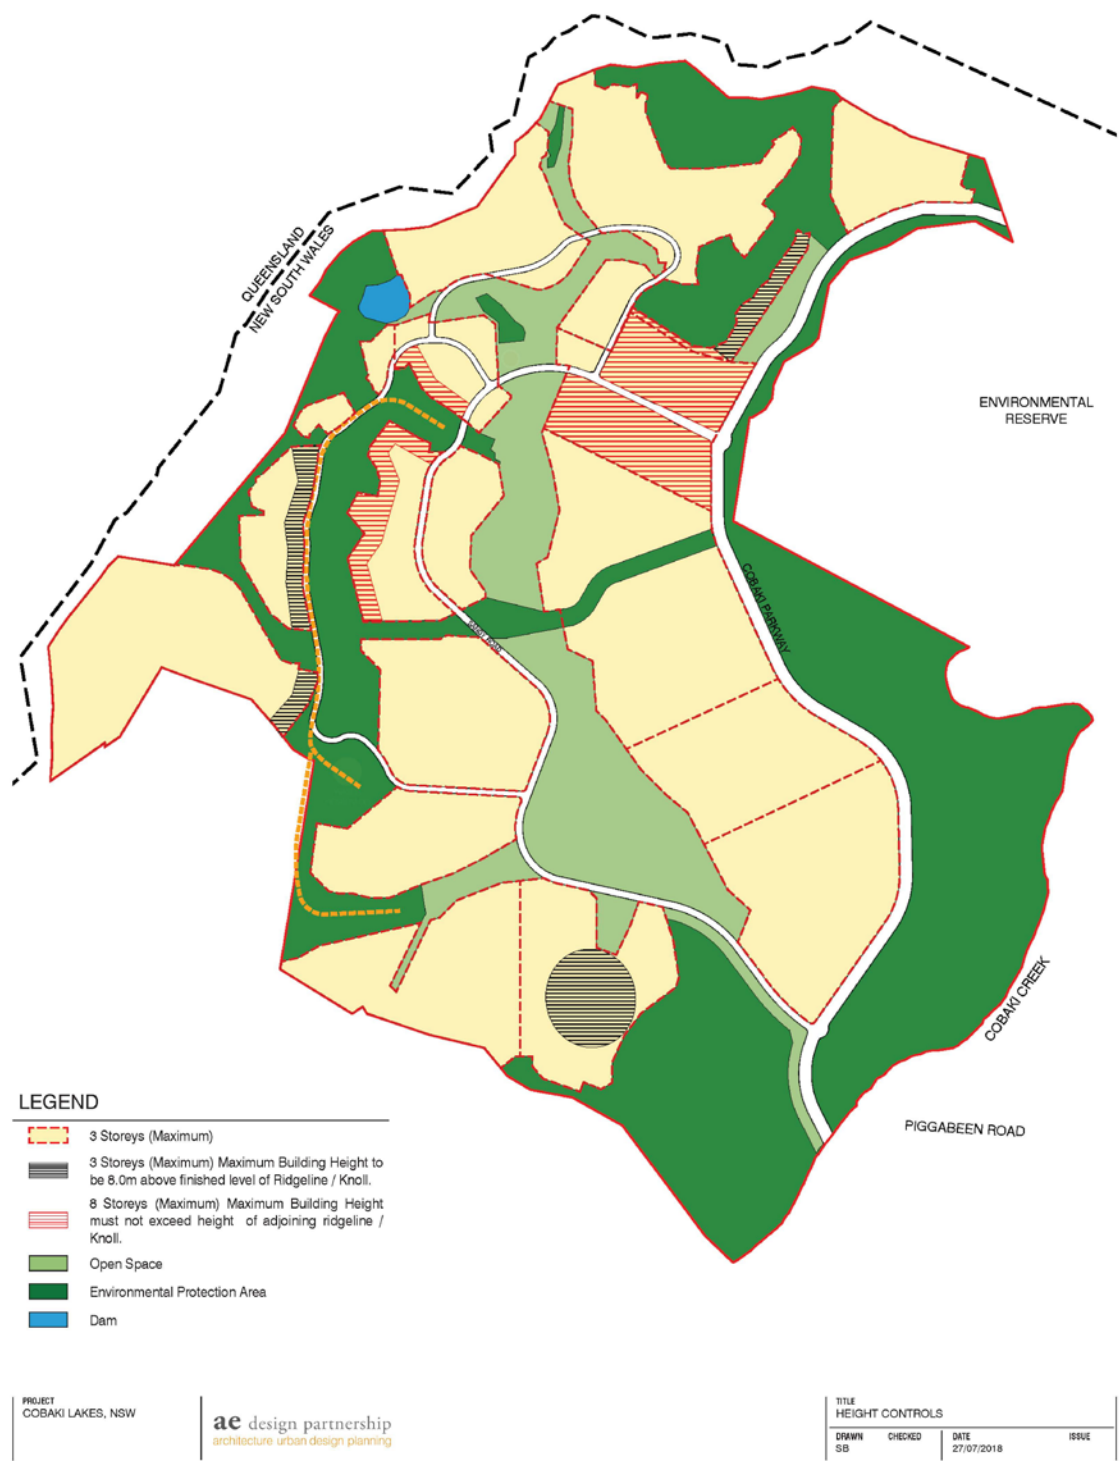 QUEENSLAND
NEW SOUTH WALES
ENVIRONMENTAL
RESERVE
COBAKI PARKWAY
COBAKI CREEK
PIGGABEEN ROAD
LEGEND
3 Storeys (Maximum)
3 Storeys (Maximum) Maximum Building Height to
be 8.0m above finished level of Ridgeline / Knoll.
8 Storeys (Maximum) Maximum Building Height
must not exceed height of adjoining ridgeline /
Knoll.
Open Space
Environmental Protection Area
Dam
PROJECT
COBAKI LAKES, NSW
ae design partnership
architecture urban design planning
TITLE
HEIGHT CONTROLS
DRAWN CHECKED DATE ISSUE
SB 27/07/2018